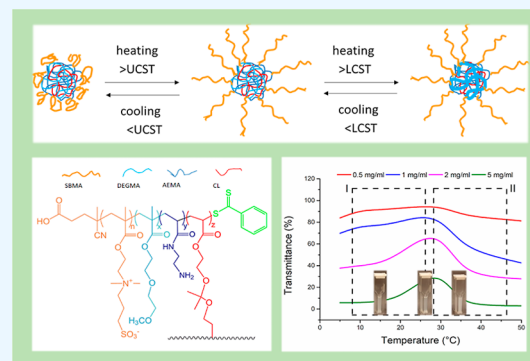 heating
>UCST
cooling
<UCST
heating
>LCST
cooling
<LCST
SBMA
DEGMA
AEMA
CL
HO
O
CN
m
x
y
z
S
S
O
O
O
O
O
O
HN
O
O
N+
NH2
O
O
H3CO
O
SO3-
0.5 mg/ml
1 mg/ml
2 mg/ml
5 mg/ml
I
II
Transmittance (%)
120
100
80
60
40
20
0
0
10
20
30
40
50
Temperature (°C)